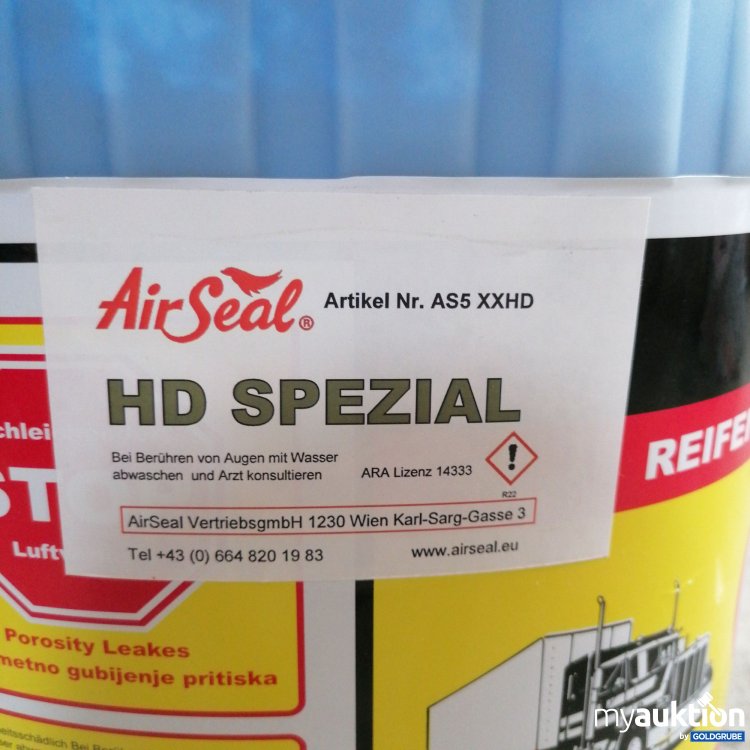 AirSeal®
Artikel Nr. AS5 XXHD
HD SPEZIAL
Bei Berühren von Augen mit Wasser
abwaschen und Arzt konsultieren
ARA Lizenz 14333
R22
AirSeal VertriebsgmbH 1230 Wien Karl-Sarg-Gasse 3
Tel +43 (0) 664 820 19 83
www.airseal.eu
REIFE
ST
Luft
Porosity Leakes
metno gubijenje pritiska
myauktion
by GOLDGRUBE